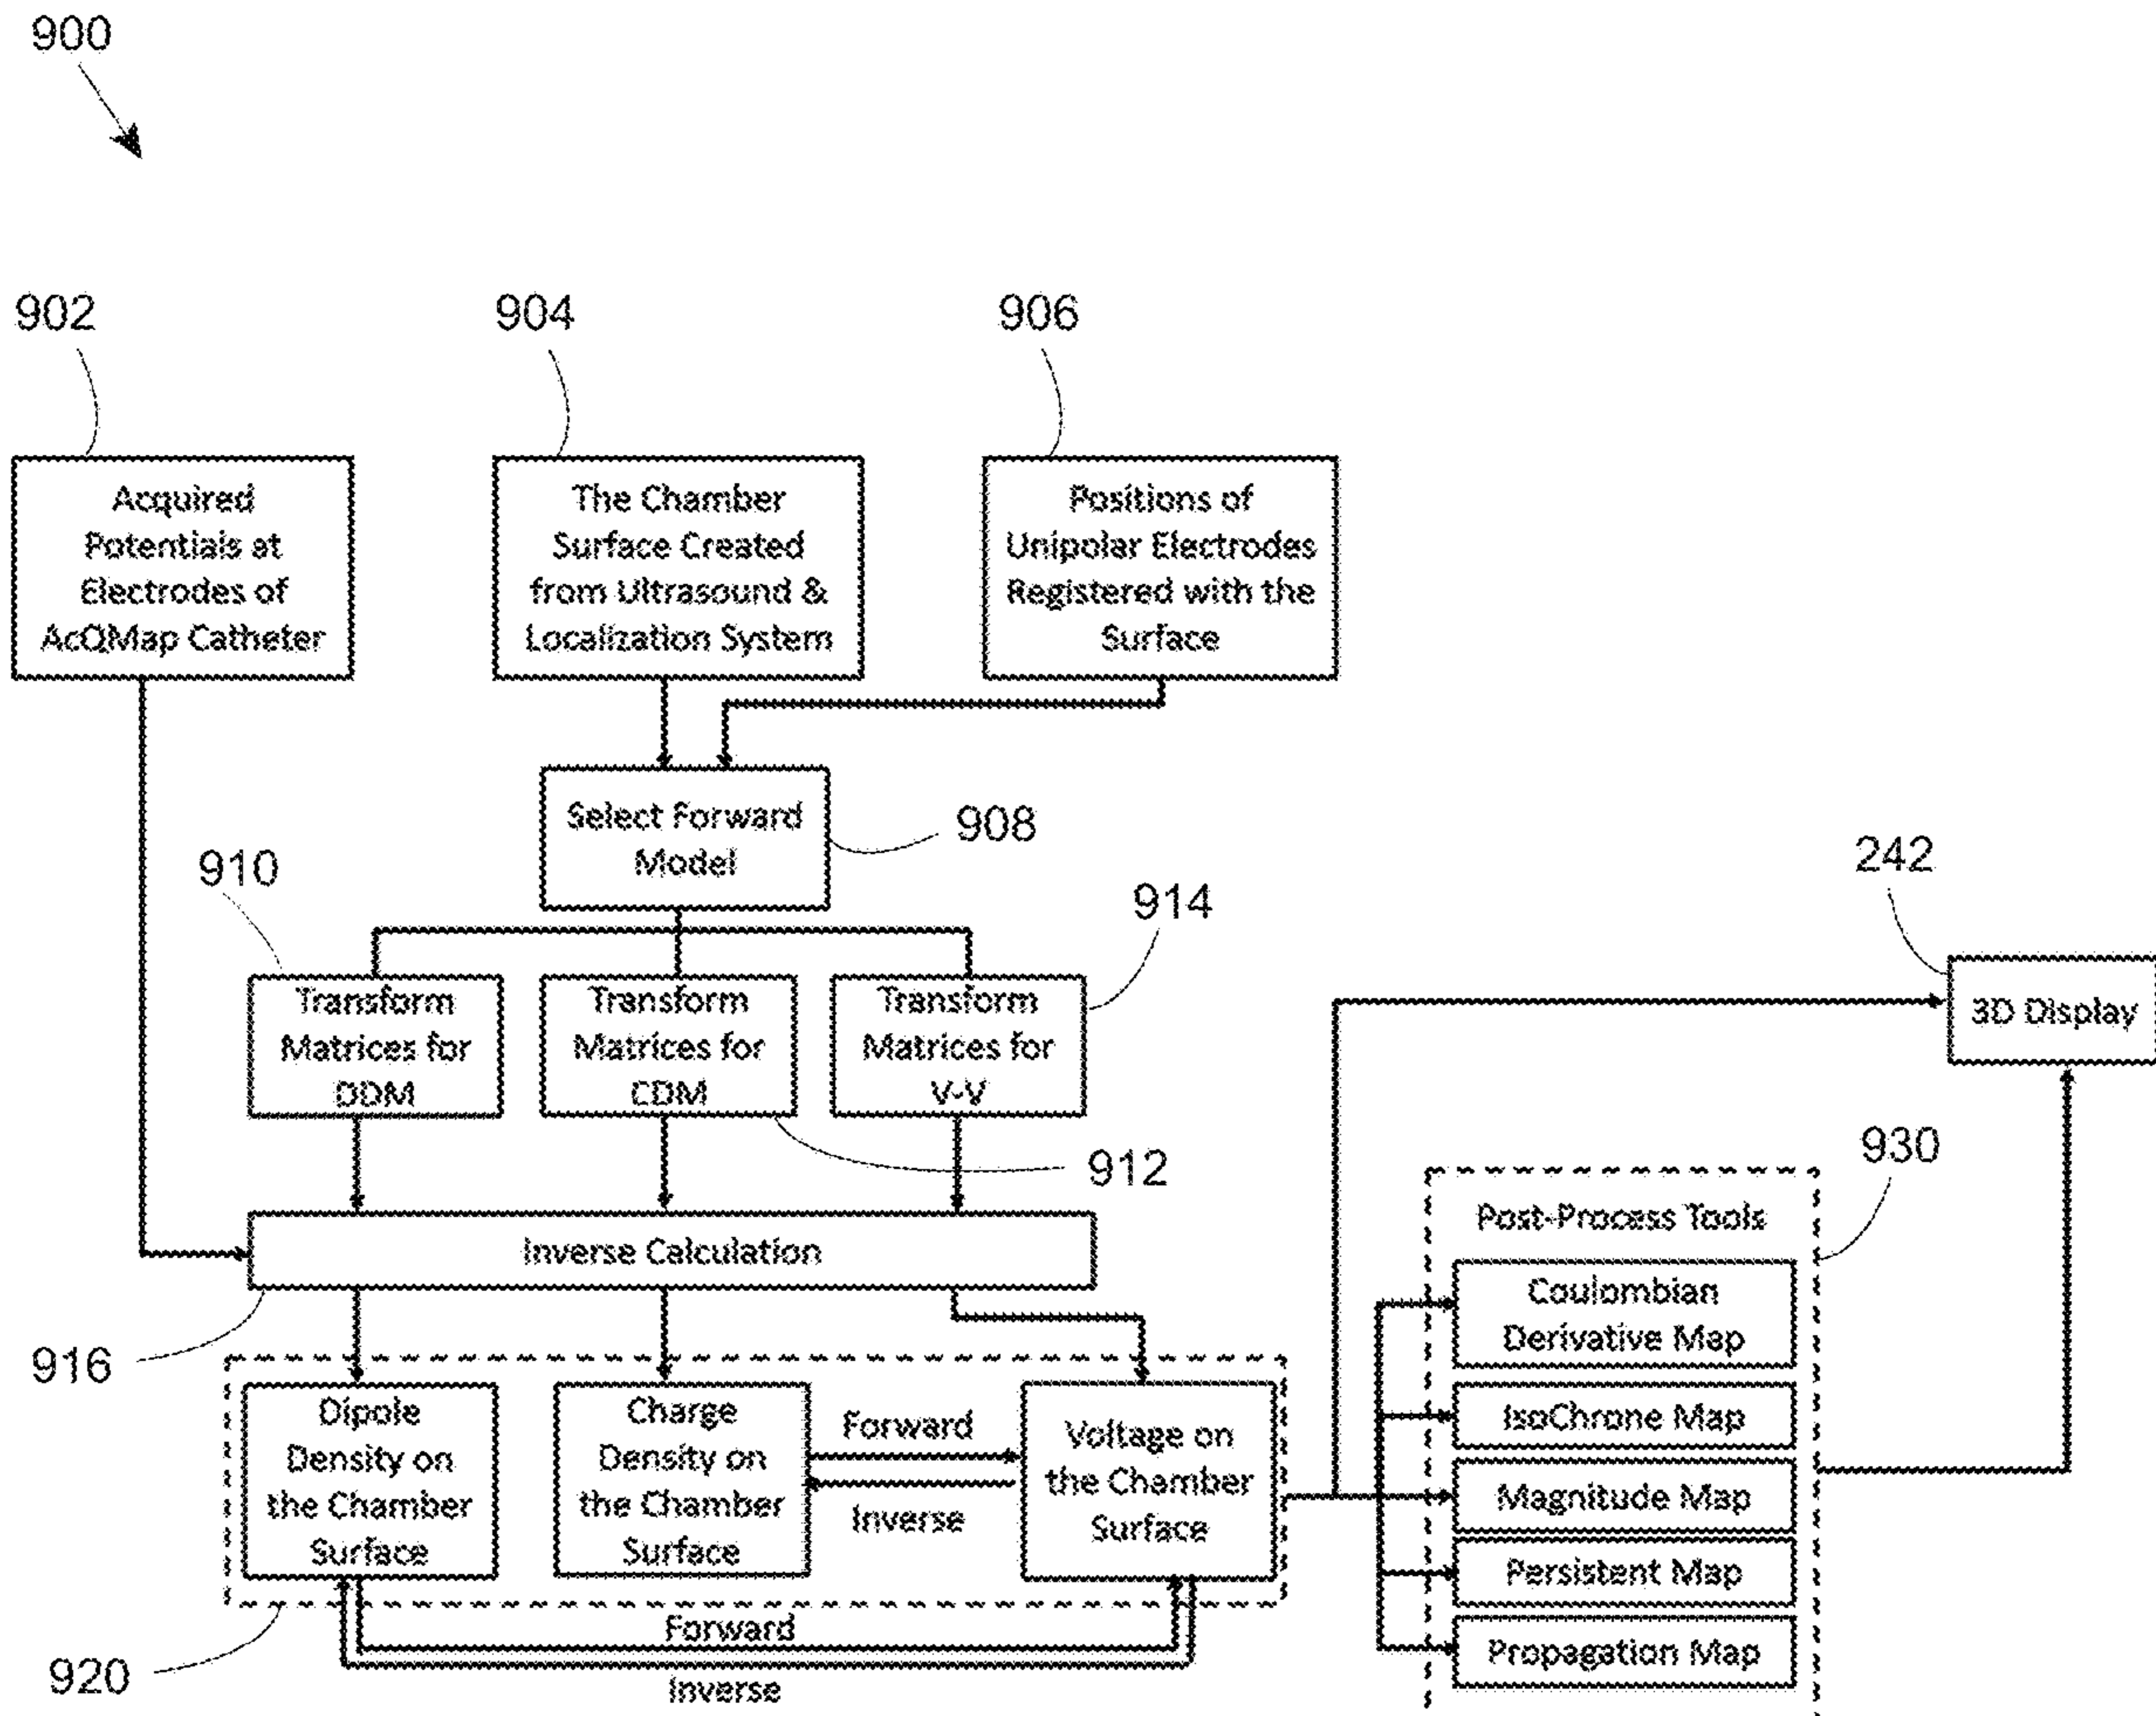 900
902
904
906
Acquired
Potentials at
Electrodes of
AcQMap Catheter
The Chamber
Surface Created
from Ultrasound &
Localization System
Positions of
Unipolar Electrodes
Registered with the
Surface
Select Forward
Model
908
910
914
242
Transform
Matrices for
DDM
Transform
Matrices for
CDM
Transform
Matrices for
V-V
3D Display
912
930
Inverse Calculation
916
Post-Process Tools
Coulombian
Derivative Map
IsoChrone Map
Magnitude Map
Persistent Map
Propagation Map
Dipole
Density on
the Chamber
Surface
Charge
Density on
the Chamber
Surface
Forward
Inverse
Voltage on
the Chamber
Surface
Forward
920
Inverse